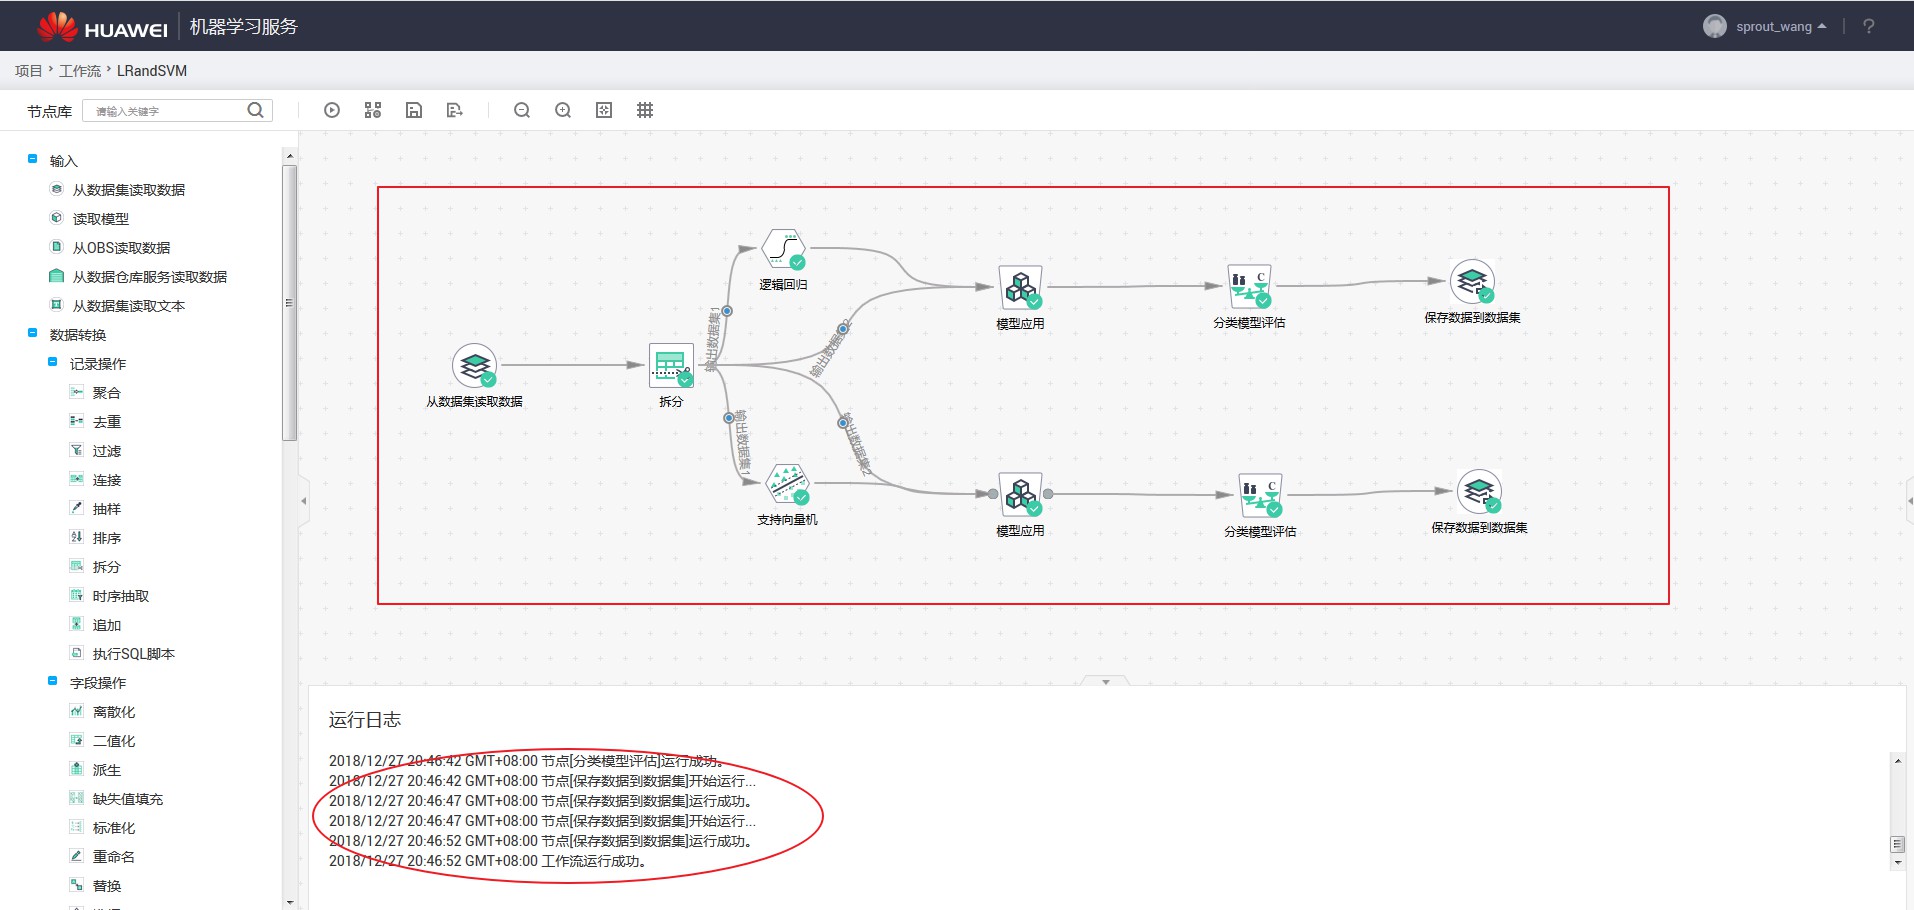 HUAWEI 机器学习服务
sprout_wang
?
项目 > 工作流 > LRandSVM
节点库
请输入关键字
输入
从数据集读取数据
读取模型
从OBS读取数据
从数据仓库服务读取数据
从数据集读取文本
数据转换
记录操作
聚合
去重
过滤
连接
抽样
排序
拆分
时序抽取
追加
执行SQL脚本
字段操作
离散化
二值化
派生
缺失值填充
标准化
重命名
替换
从数据集读取数据
拆分
输出数据集1
输出数据集2
输出数据集1
输出数据集2
逻辑回归
支持向量机
模型应用
分类模型评估
保存数据到数据集
模型应用
分类模型评估
保存数据到数据集
运行日志
2018/12/27 20:46:42 GMT+08:00 节点[分类模型评估]运行成功。
2018/12/27 20:46:42 GMT+08:00 节点[保存数据到数据集]开始运行...
2018/12/27 20:46:47 GMT+08:00 节点[保存数据到数据集]运行成功。
2018/12/27 20:46:47 GMT+08:00 节点[保存数据到数据集]开始运行...
2018/12/27 20:46:52 GMT+08:00 节点[保存数据到数据集]运行成功。
2018/12/27 20:46:52 GMT+08:00 工作流运行成功。